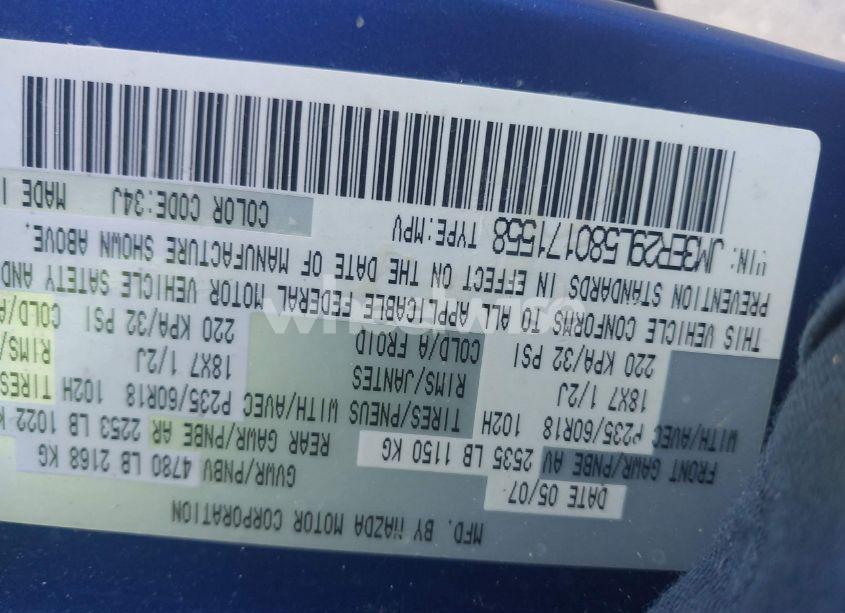 MFD. BY MAZDA MOTOR CORPORATION
DATE 05/07 GVWR/PNBV 4780 LB 2168 KG
FRONT GAWR/PNBE AV 2535 LB 1150 KG REAR GAWR/PNBE AR 2253 LB 1022 K
WITH/AVEC P235/60R18 102H TIRES/PNEUS WITH/AVEC P235/60R18 102H TIRES
18X7 1/2J RIMS/JANTES 18X7 1/2J RIMS/
220 KPA/32 PSI COLD/A FROID 220 KPA/32 PSI COLD/A
THIS VEHICLE CONFORMS TO ALL APPLICABLE FEDERAL MOTOR VEHICLE SAFETY AND
PREVENTION STANDARDS IN EFFECT ON THE DATE OF MANUFACTURE SHOWN ABOVE.
VIN: JM3ER29L580171558 TYPE:MPV COLOR CODE:34J MADE I